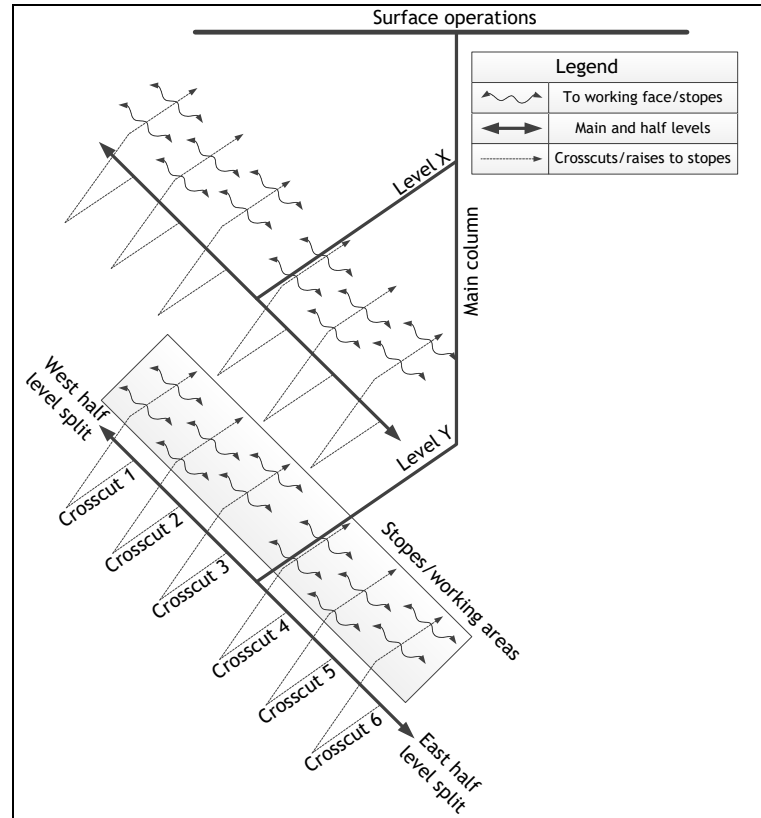 Surface operations
Legend
To working face/stopes
Main and half levels
Crosscuts/raises to stopes
Level X
Main column
West half
level split
Level Y
Stopes/working areas
Crosscut 1
Crosscut 2
Crosscut 3
Crosscut 4
Crosscut 5
Crosscut 6
East half
level split